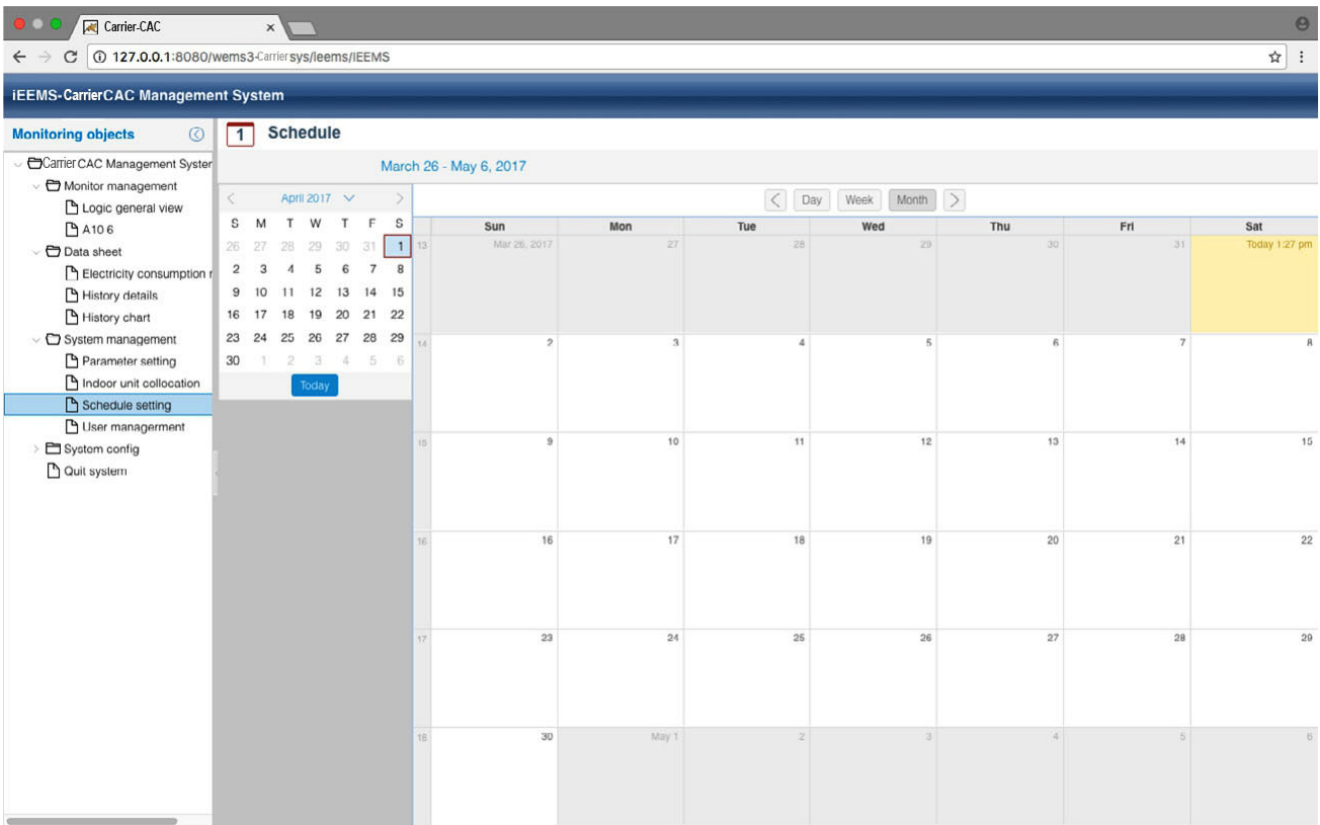 Carrier-CAC
127.0.0.1:8080/wems3-Carriersys/ieems/IEEMS
iEEMS-CarrierCAC Management System
Monitoring objects
1 Schedule
March 26 - May 6, 2017
Carrier CAC Management Syster
Monitor management
Logic general view
A10 6
Data sheet
Electricity consumption r
History details
History chart
System management
Parameter setting
Indoor unit collocation
Schedule setting
User managerment
System config
Quit system
April 2017
S M T W T F S
26 27 28 29 30 31 1
2 3 4 5 6 7 8
9 10 11 12 13 14 15
16 17 18 19 20 21 22
23 24 25 26 27 28 29
30 1 2 3 4 5 6
Today
Day Week Month
Sun Mon Tue Wed Thu Fri Sat
13 Mar 26, 2017 27 28 29 30 31 Today 1:27 pm
14 2 3 4 5 6 7 8
15 9 10 11 12 13 14 15
16 16 17 18 19 20 21 22
17 23 24 25 26 27 28 29
18 30 May 1 2 3 4 5 6